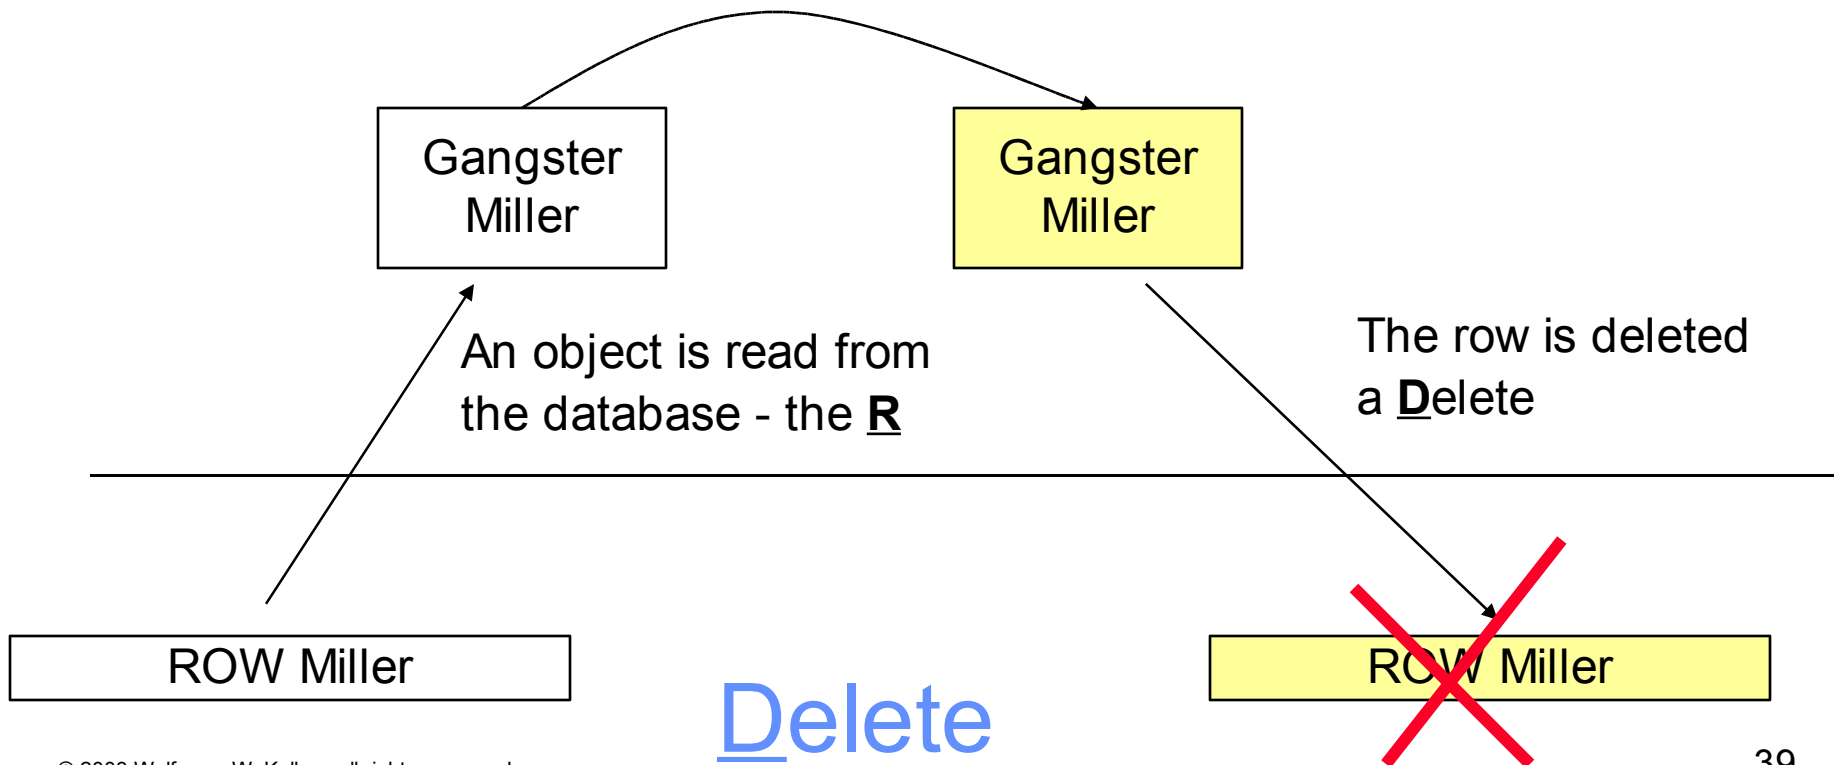 Gangster
Miller
Gangster
Miller
An object is read from
the database - the R
The row is deleted
a Delete
ROW Miller
ROW Miller
Delete
39